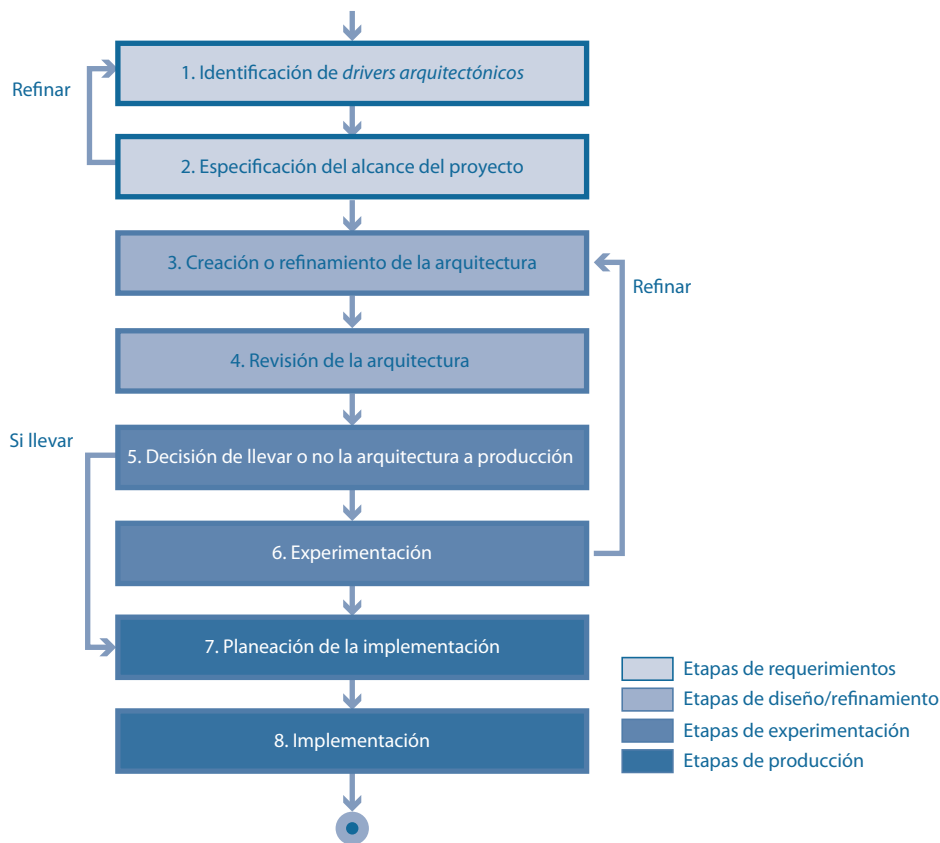 1. Identificación de drivers arquitectónicos
Refinar
2. Especificación del alcance del proyecto
3. Creación o refinamiento de la arquitectura
Refinar
4. Revisión de la arquitectura
Si llevar
5. Decisión de llevar o no la arquitectura a producción
6. Experimentación
7. Planeación de la implementación
8. Implementación
Etapas de requerimientos
Etapas de diseño/refinamiento
Etapas de experimentación
Etapas de producción